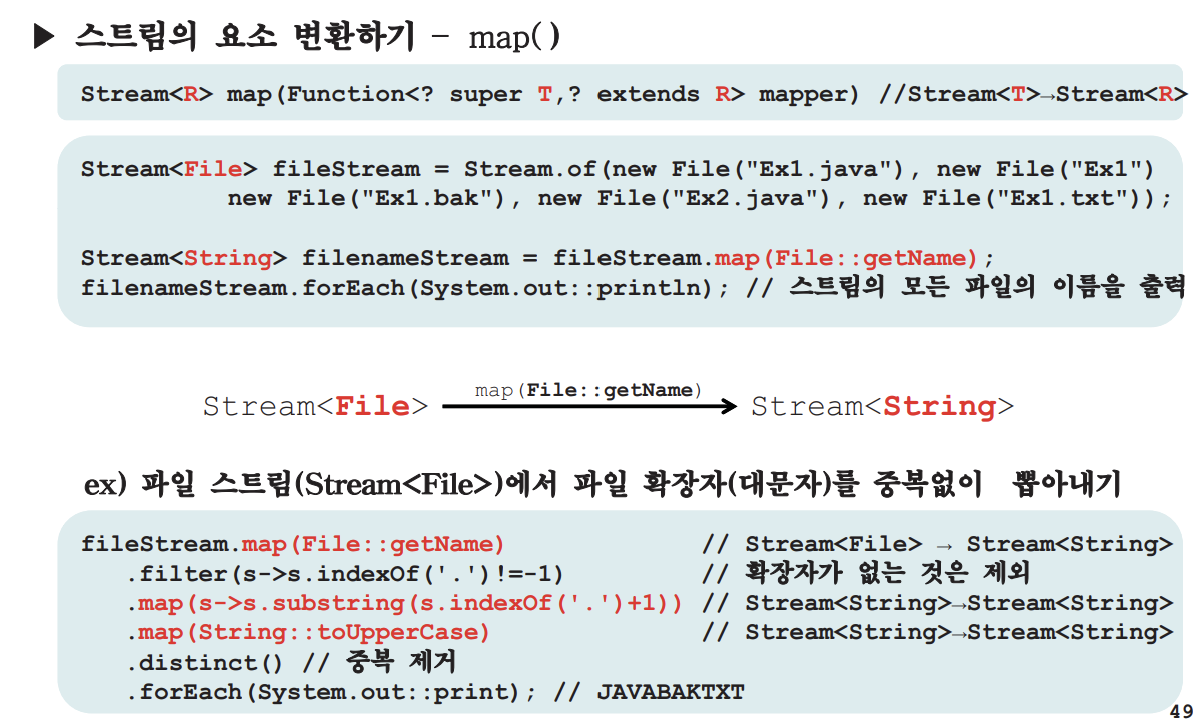 ▶ 스트림의 요소 변환하기 – map()
Stream<R> map(Function<? super T,? extends R> mapper) //Stream<T>→Stream<R>
Stream<File> fileStream = Stream.of(new File("Ex1.java"), new File("Ex1")
new File("Ex1.bak"), new File("Ex2.java"), new File("Ex1.txt"));
Stream<String> filenameStream = fileStream.map(File::getName);
filenameStream.forEach(System.out::println); // 스트림의 모든 파일의 이름을 출력
Stream<File> map(File::getName) Stream<String>
ex) 파일 스트림(Stream<File>)에서 파일 확장자(대문자)를 중복없이 뽑아내기
fileStream.map(File::getName) // Stream<File> → Stream<String>
.filter(s->s.indexOf('.')!=-1) // 확장자가 없는 것은 제외
.map(s->s.substring(s.indexOf('.')+1)) // Stream<String>→Stream<String>
.map(String::toUpperCase) // Stream<String>→Stream<String>
.distinct() // 중복 제거
.forEach(System.out::print); // JAVABAKTXT
49